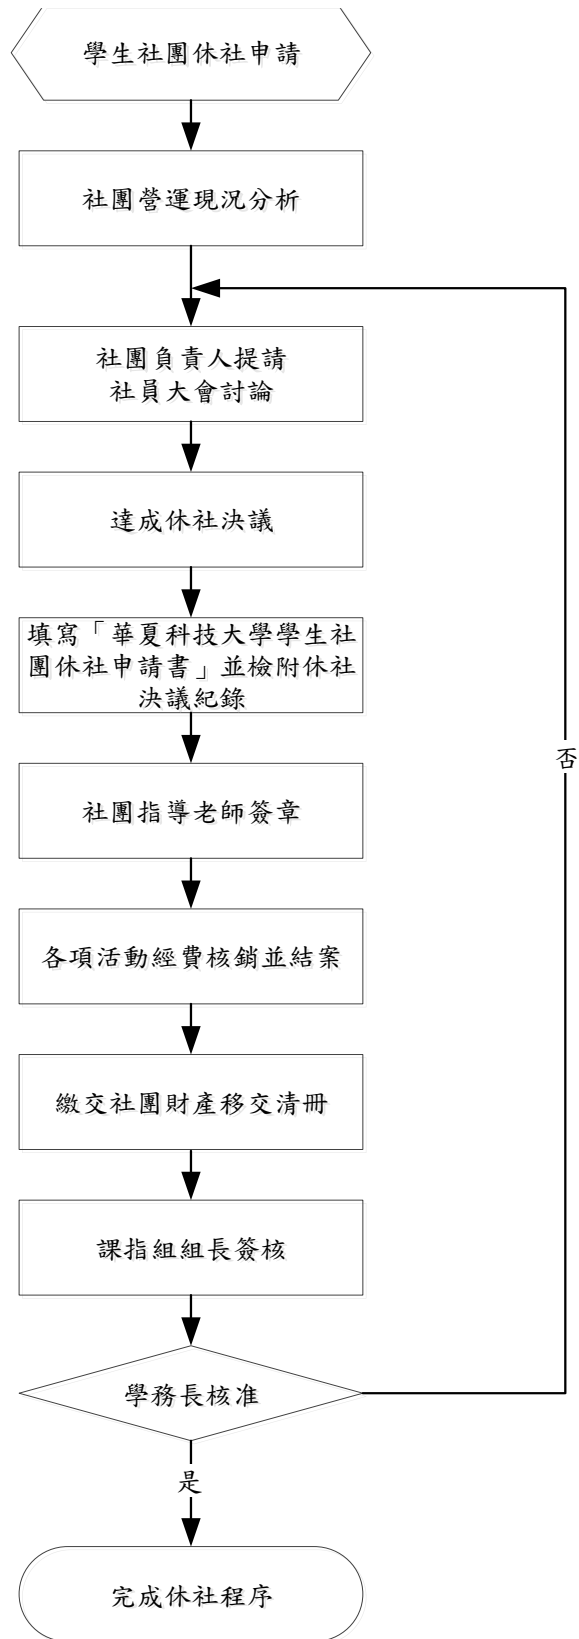 學生社團休社申請
社團營運現況分析
社團負責人提請
社員大會討論
達成休社決議
填寫「華夏科技大學學生社
團休社申請書」並檢附休社
決議紀錄
否
社團指導老師簽章
各項活動經費核銷並結案
繳交社團財產移交清冊
課指組組長簽核
學務長核准
是
完成休社程序